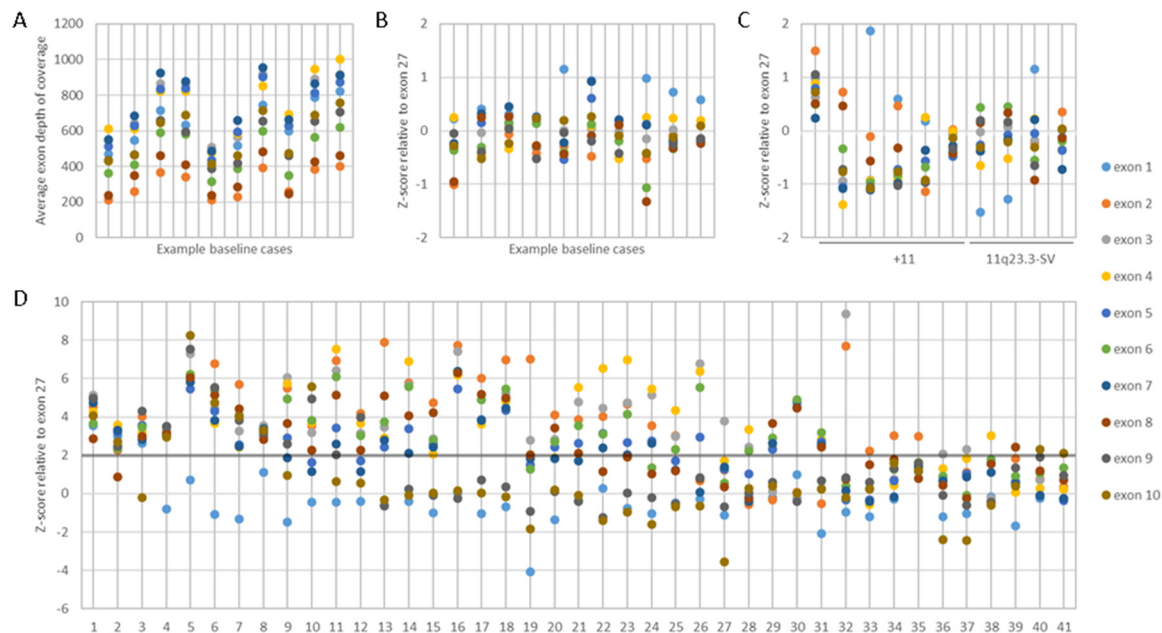 A
B
C
Average exon depth of coverage
1200
1000
800
600
400
200
0
Example baseline cases
Z-score relative to exon 27
2
1
0
-1
-2
Example baseline cases
Z-score relative to exon 27
2
1
0
-1
-2
+11
11q23.3-SV
exon 1
exon 2
exon 3
exon 4
exon 5
exon 6
exon 7
exon 8
exon 9
exon 10
D
Z-score relative to exon 27
10
8
6
4
2
0
-2
-4
-6
1 2 3 4 5 6 7 8 9 10 11 12 13 14 15 16 17 18 19 20 21 22 23 24 25 26 27 28 29 30 31 32 33 34 35 36 37 38 39 40 41